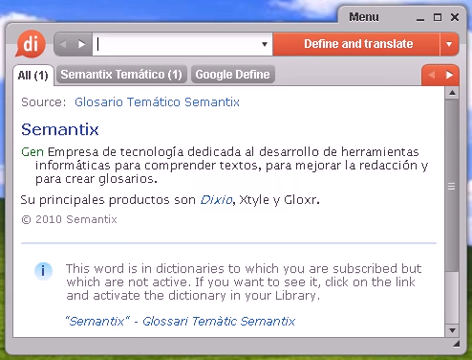 Menu
di
Define and translate
All (1)
Semantix Temático (1)
Google Define
Source: Glosario Temático Semantix
Semantix
Gen Empresa de tecnología dedicada al desarrollo de herramientas
informáticas para comprender textos, para mejorar la redacción y
para crear glosarios.
Su principales productos son Dixio, Xtyle y Gloxr.
© 2010 Semantix
i
This word is in dictionaries to which you are subscribed but
which are not active. If you want to see it, click on the link
and activate the dictionary in your Library.
"Semantix" - Glossari Temàtic Semantix